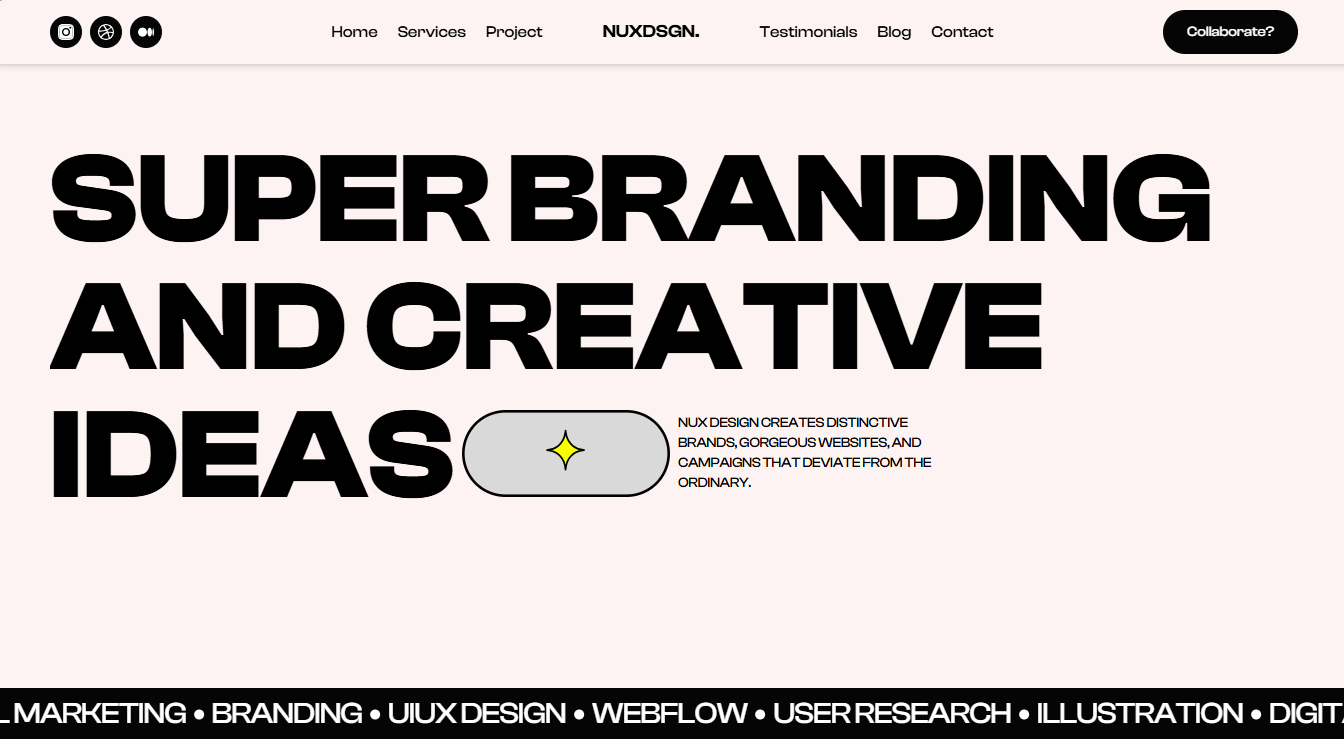 Home Services Project NUXDSGN. Testimonials Blog Contact Collaborate?
SUPER BRANDING
AND CREATIVE
IDEAS
NUX DESIGN CREATES DISTINCTIVE
BRANDS, GORGEOUS WEBSITES, AND
CAMPAIGNS THAT DEVIATE FROM THE
ORDINARY.
L MARKETING • BRANDING • UIUX DESIGN • WEBFLOW • USER RESEARCH • ILLUSTRATION • DIGIT